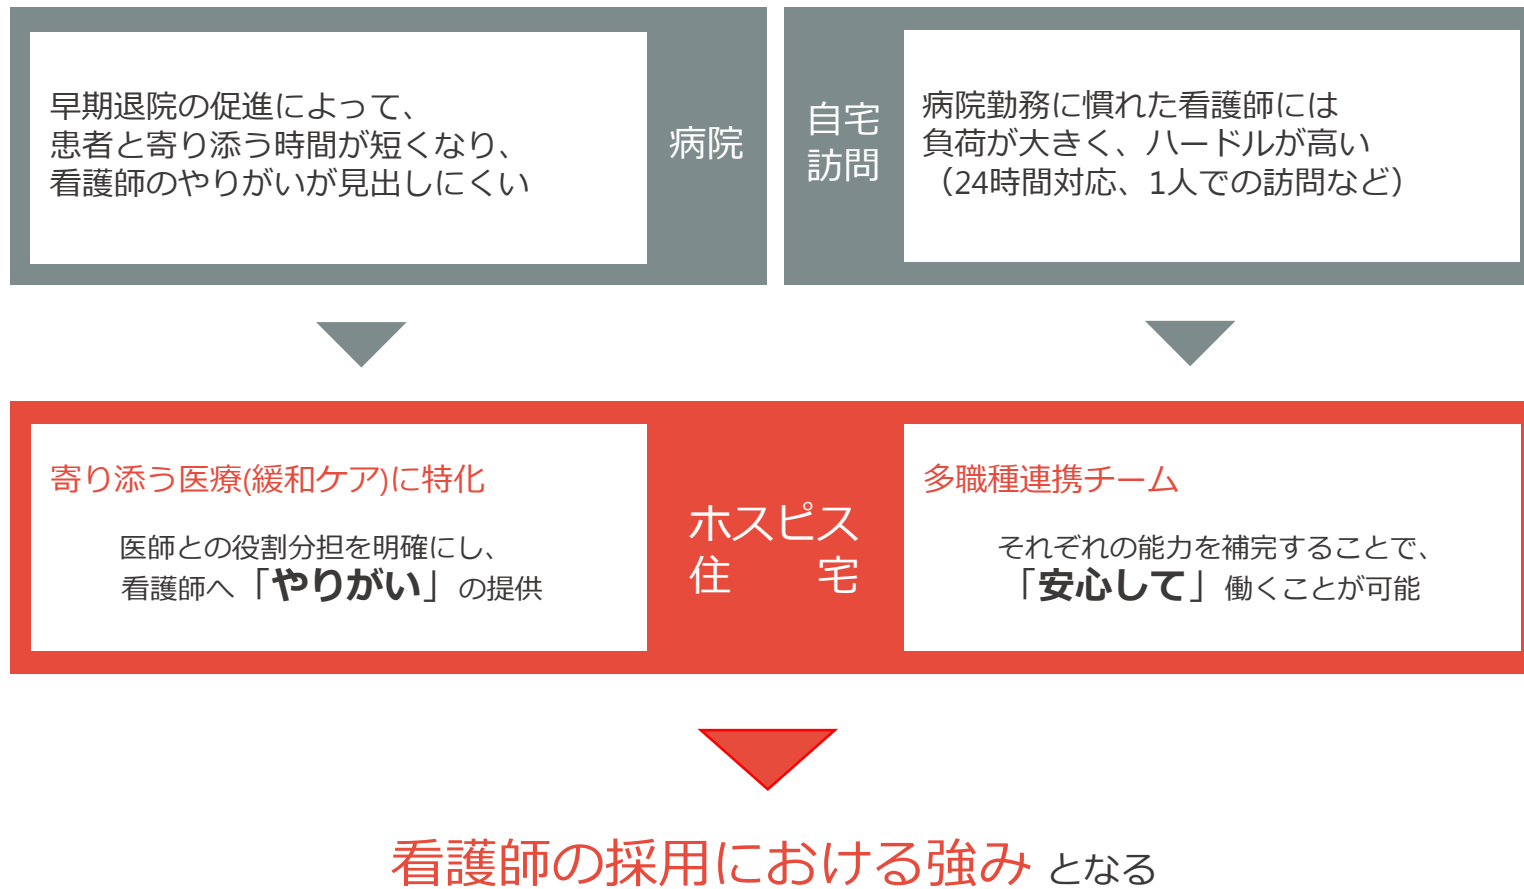 早期退院の促進によって、
患者と寄り添う時間が短くなり、
看護師のやりがいが見出しにくい
病院
自宅
訪問
病院勤務に慣れた看護師には
負荷が大きく、ハードルが高い
（24時間対応、1人での訪問など）
寄り添う医療(緩和ケア)に特化
医師との役割分担を明確にし、
看護師へ「やりがい」の提供
ホスピス
住　宅
多職種連携チーム
それぞれの能力を補完することで、
「安心して」働くことが可能
看護師の採用における強み となる